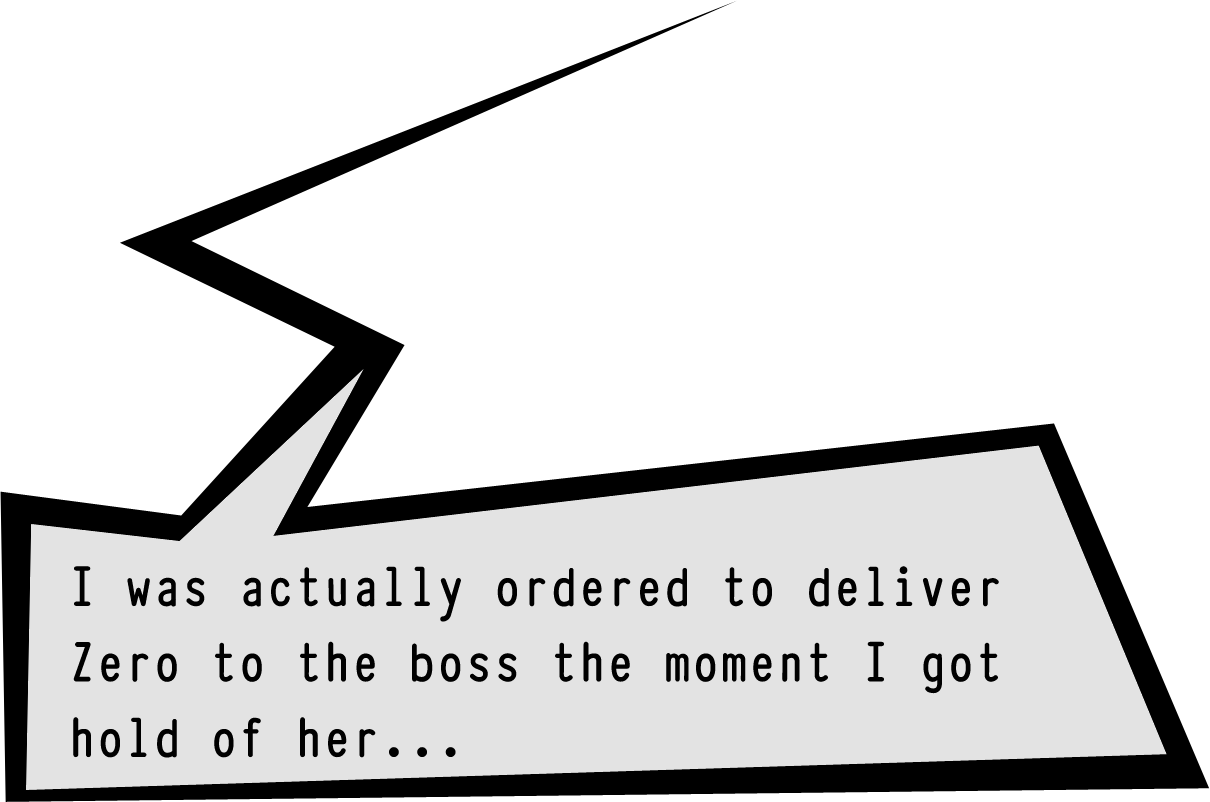 I was actually ordered to deliver
Zero to the boss the moment I got
hold of her...